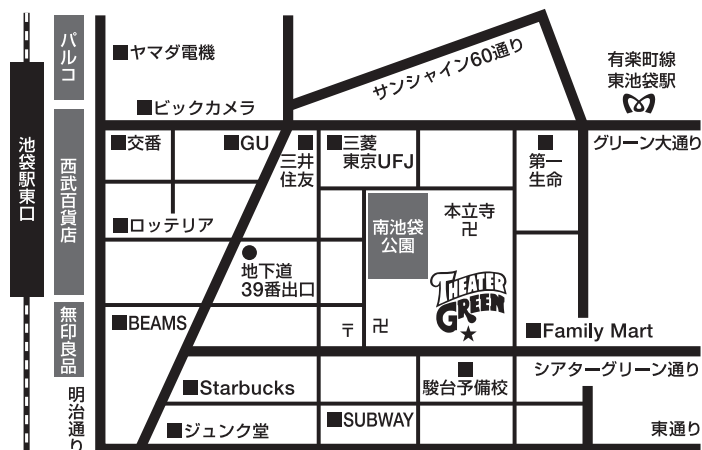 パルコ
ヤマダ電機
サンシャイン60通り
有楽町線
東池袋駅
ビックカメラ
池袋駅東口
西武百貨店
交番
GU
三井
住友
三菱
東京UFJ
第一
生命
グリーン大通り
ロッテリア
南池袋
公園
本立寺
卍
地下道
39番出口
THEATER
GREEN
★
無印良品
BEAMS
〒
卍
Family Mart
シアターグリーン通り
明治通り
Starbucks
駿台予備校
ジュンク堂
SUBWAY
東通り